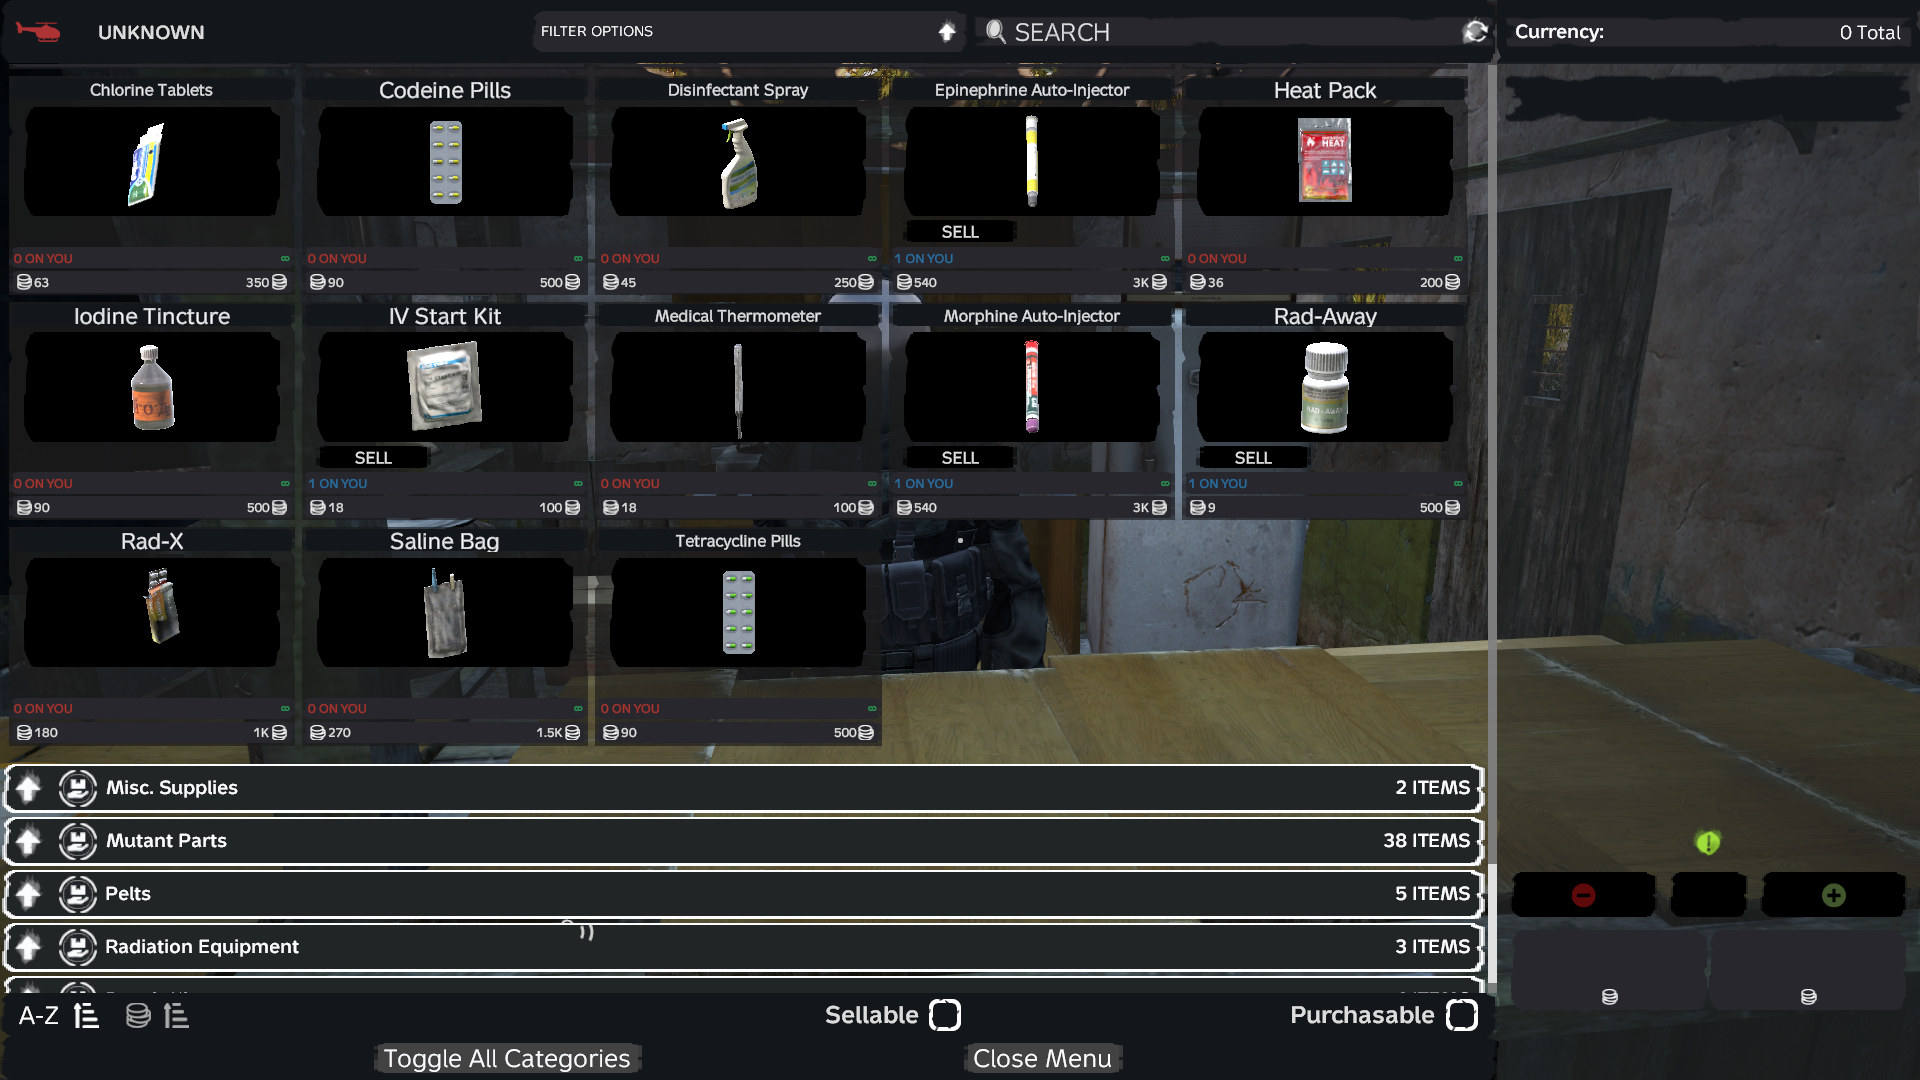 UNKNOWN
FILTER OPTIONS
SEARCH
Currency:
0 Total
Chlorine Tablets
Codeine Pills
Disinfectant Spray
Epinephrine Auto-Injector
Heat Pack
HEAT
SELL
0 ON YOU
0 ON YOU
0 ON YOU
1 ON YOU
0 ON YOU
63
350
90
500
45
250
540
3K
36
200
Iodine Tincture
IV Start Kit
Medical Thermometer
Morphine Auto-Injector
Rad-Away
RAD-AWAY
SELL
SELL
SELL
0 ON YOU
1 ON YOU
0 ON YOU
1 ON YOU
1 ON YOU
90
500
18
100
18
100
540
3K
9
500
Rad-X
Saline Bag
Tetracycline Pills
0 ON YOU
0 ON YOU
0 ON YOU
180
1K
270
1.5K
90
500
Misc. Supplies
2 ITEMS
Mutant Parts
38 ITEMS
Pelts
5 ITEMS
Radiation Equipment
3 ITEMS
A-Z
Sellable
Purchasable
Toggle All Categories
Close Menu